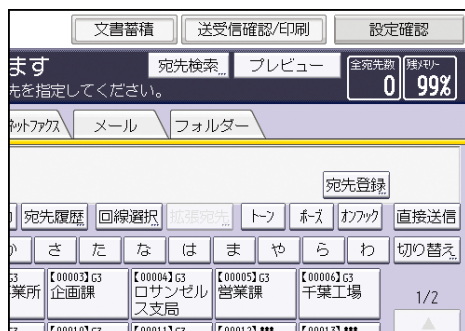 文書蓄積 送受信確認/印刷 設定確認
ます 宛先検索 プレビュー 全宛先数 残ﾒﾓﾘｰ
先を指定してください。 0 99%
ﾈｯﾄﾌｧｸｽ メール フォルダー
宛先登録
宛先履歴 回線選択 拡張宛先 ﾄｰﾝ ﾎﾟｰｽﾞ ｵﾝﾌｯｸ 直接送信
か さ た な は ま や ら わ 切り替え
G3 【00003】G3 【00004】G3 【00005】G3 【00006】G3
業所 企画課 ロサンゼル 営業課 千葉工場 1/2
ス支局